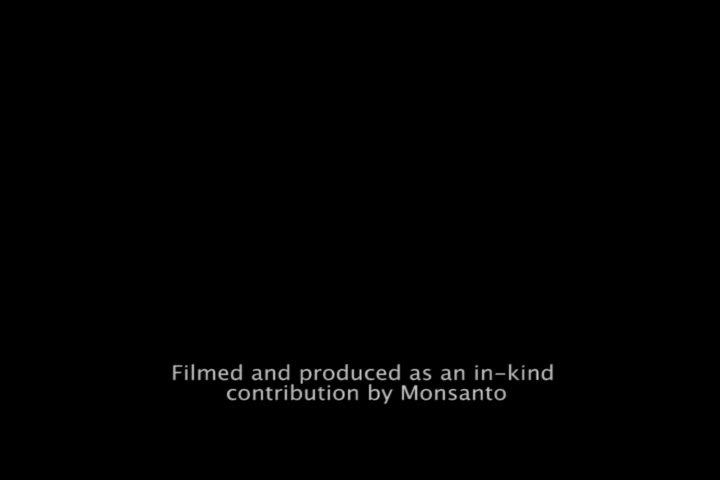 Filmed and produced as an in-kind
contribution by Monsanto